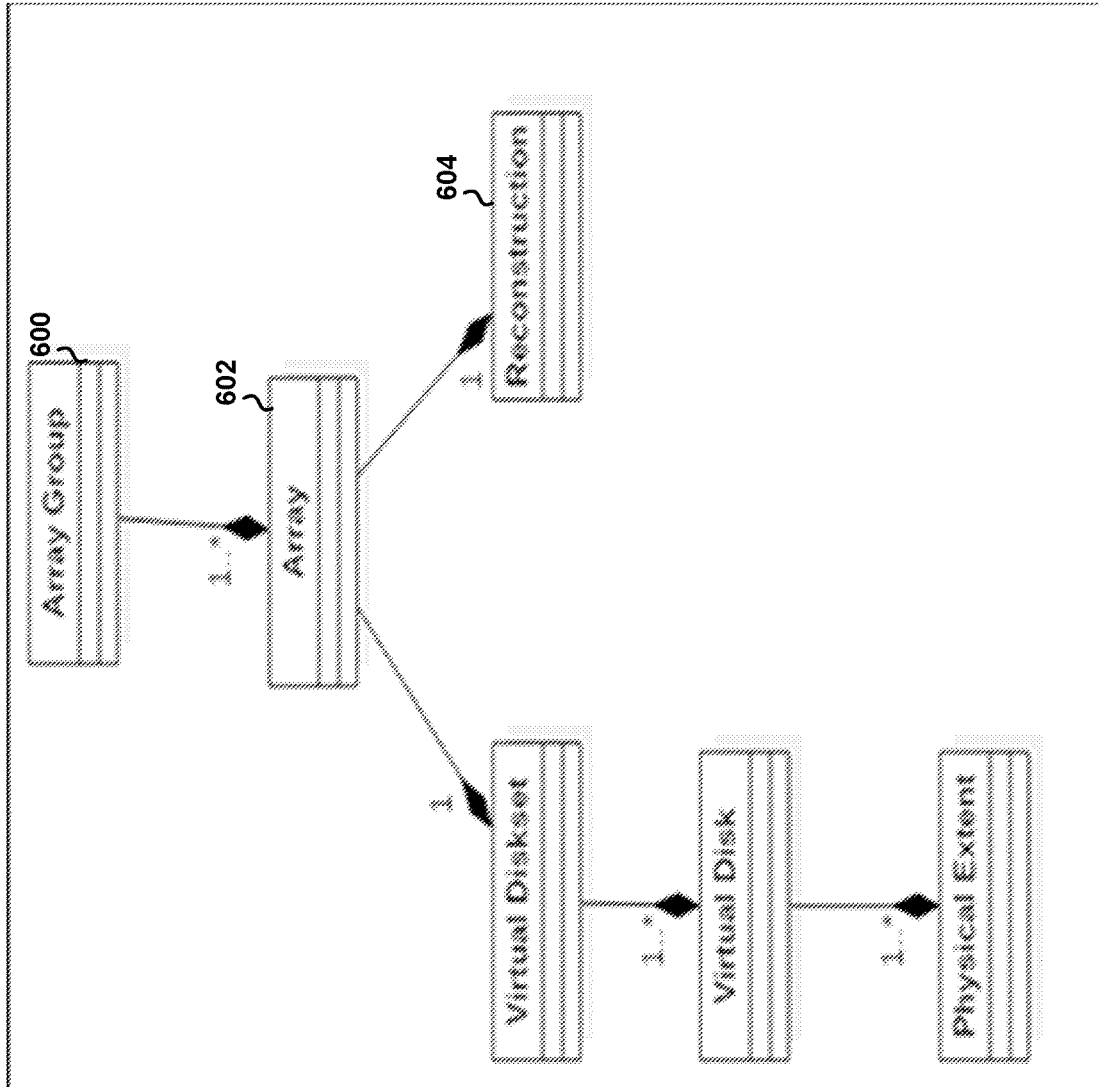 Array Group
600
1..*
Array
602
1
1
Virtual Diskset
Reconstruction
604
1..*
Virtual Disk
1..*
Physical Extent